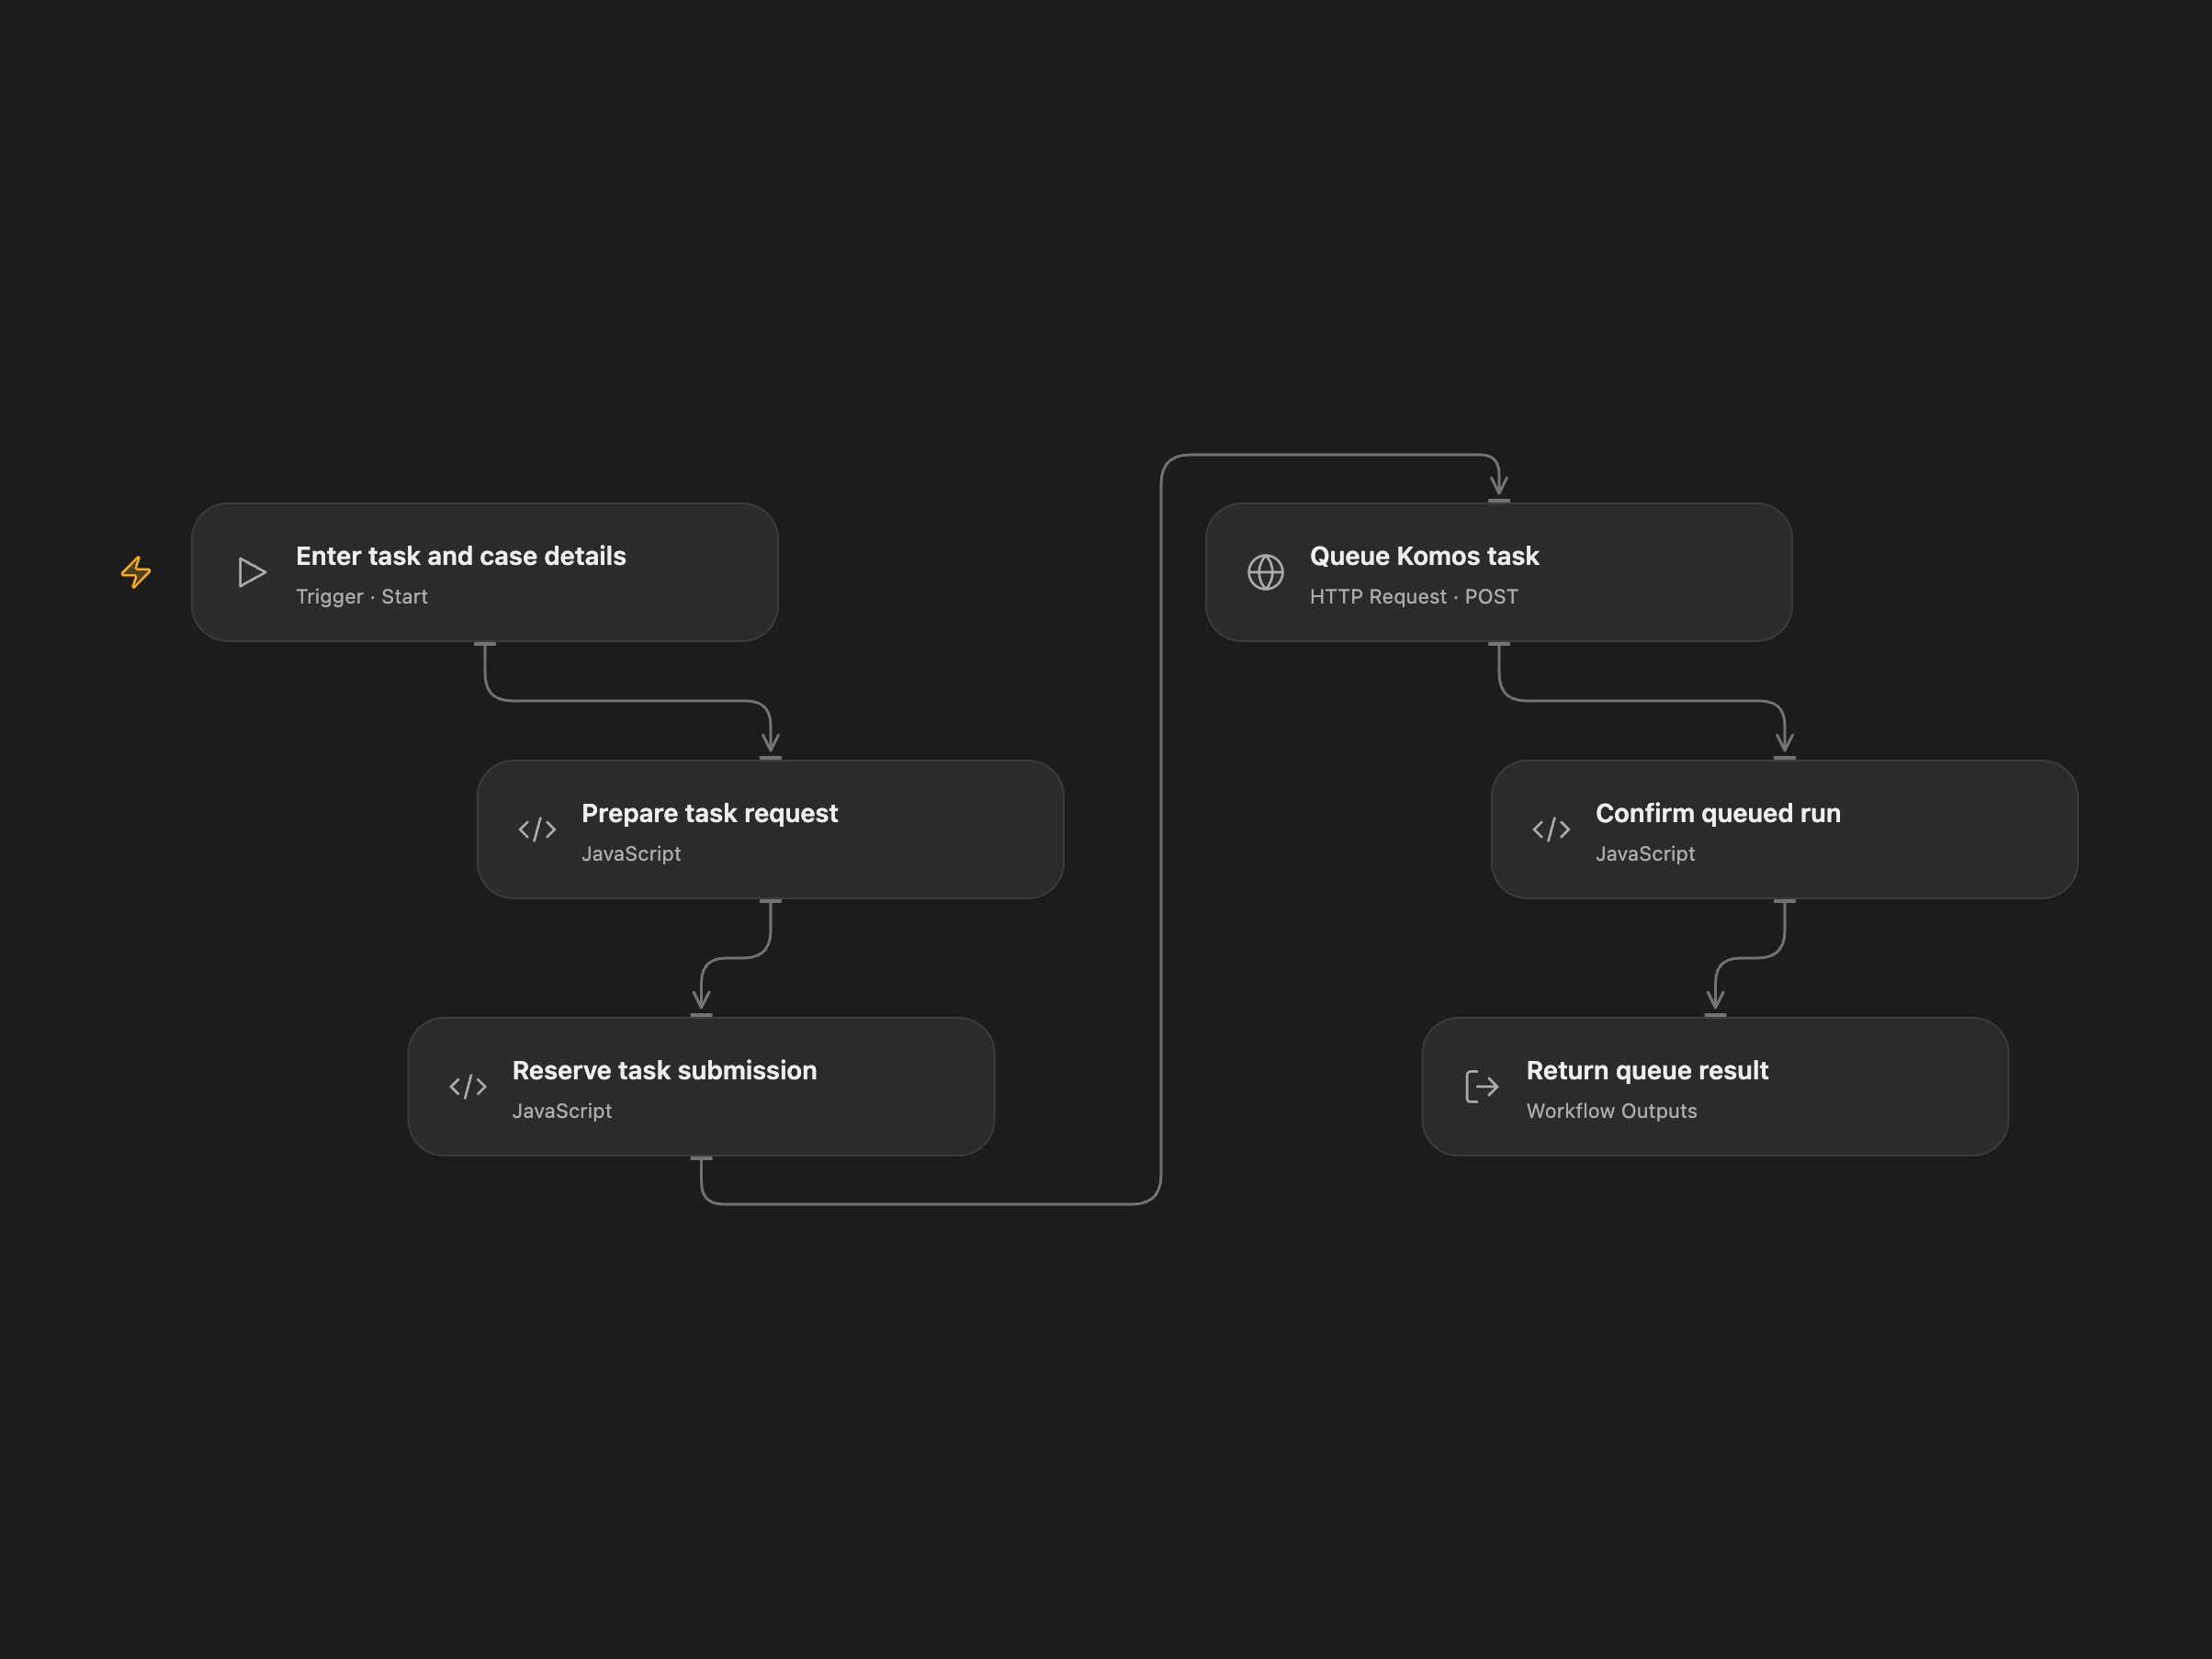 Enter task and case details
Trigger · Start
Prepare task request
JavaScript
Reserve task submission
JavaScript
Queue Komos task
HTTP Request · POST
Confirm queued run
JavaScript
Return queue result
Workflow Outputs